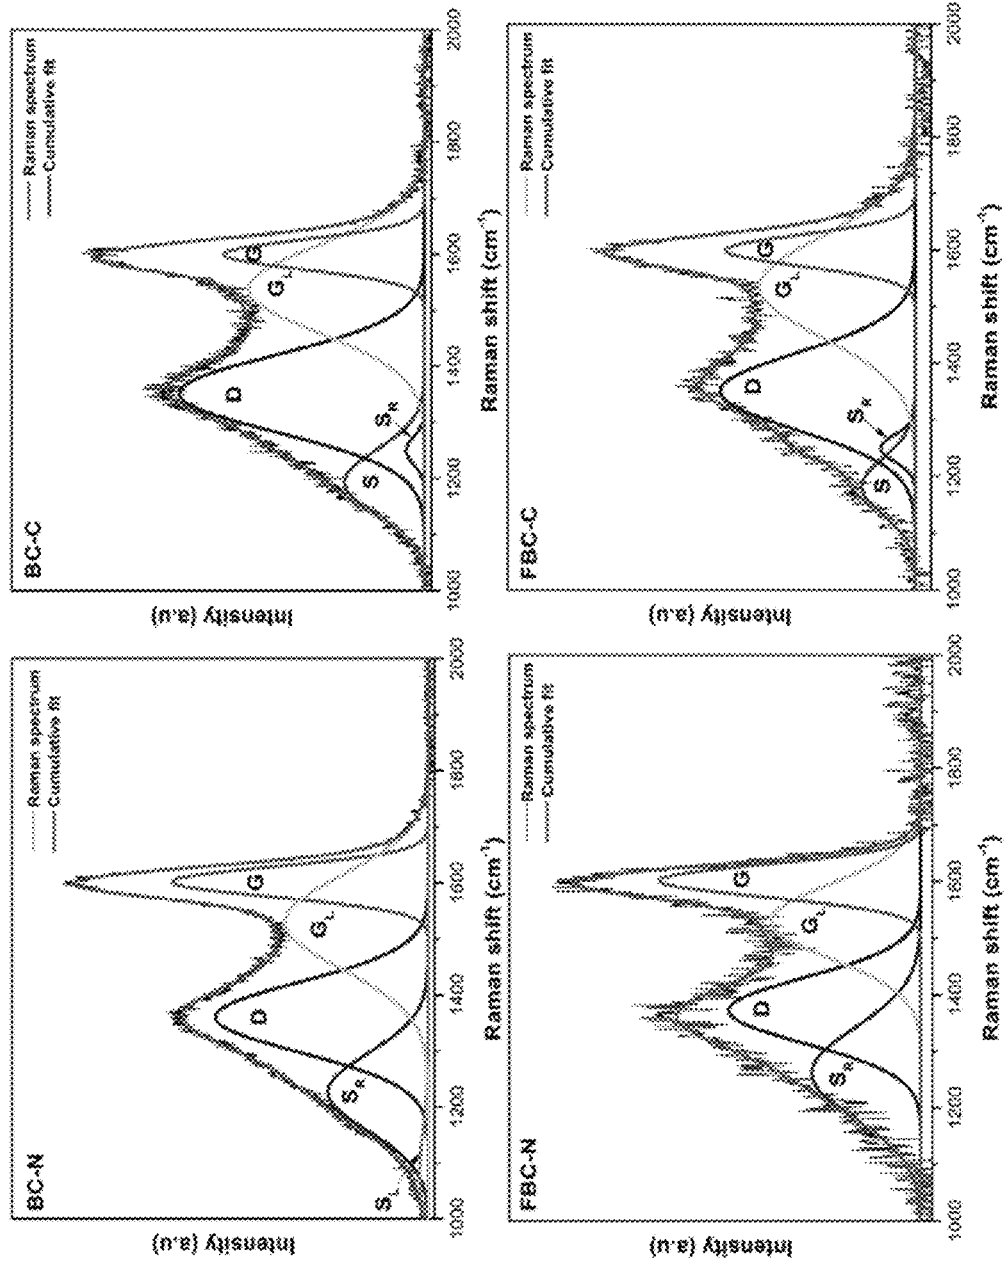 BC-N
Raman spectrum
Cumulative fit
S_L
S_R
D
G_L
G
Intensity (a.u)
1000 1200 1400 1600 1800 2000
Raman shift (cm⁻¹)
BC-C
Raman spectrum
Cumulative fit
S
S_R
D
G_L
G
Intensity (a.u)
1000 1200 1400 1600 1800 2000
Raman shift (cm⁻¹)
FBC-N
Raman spectrum
Cumulative fit
S_R
D
G_L
G
Intensity (a.u)
1000 1200 1400 1600 1800 2000
Raman shift (cm⁻¹)
FBC-C
Raman spectrum
Cumulative fit
S
S_R
D
G_L
G
Intensity (a.u)
1000 1200 1400 1600 1800 2000
Raman shift (cm⁻¹)